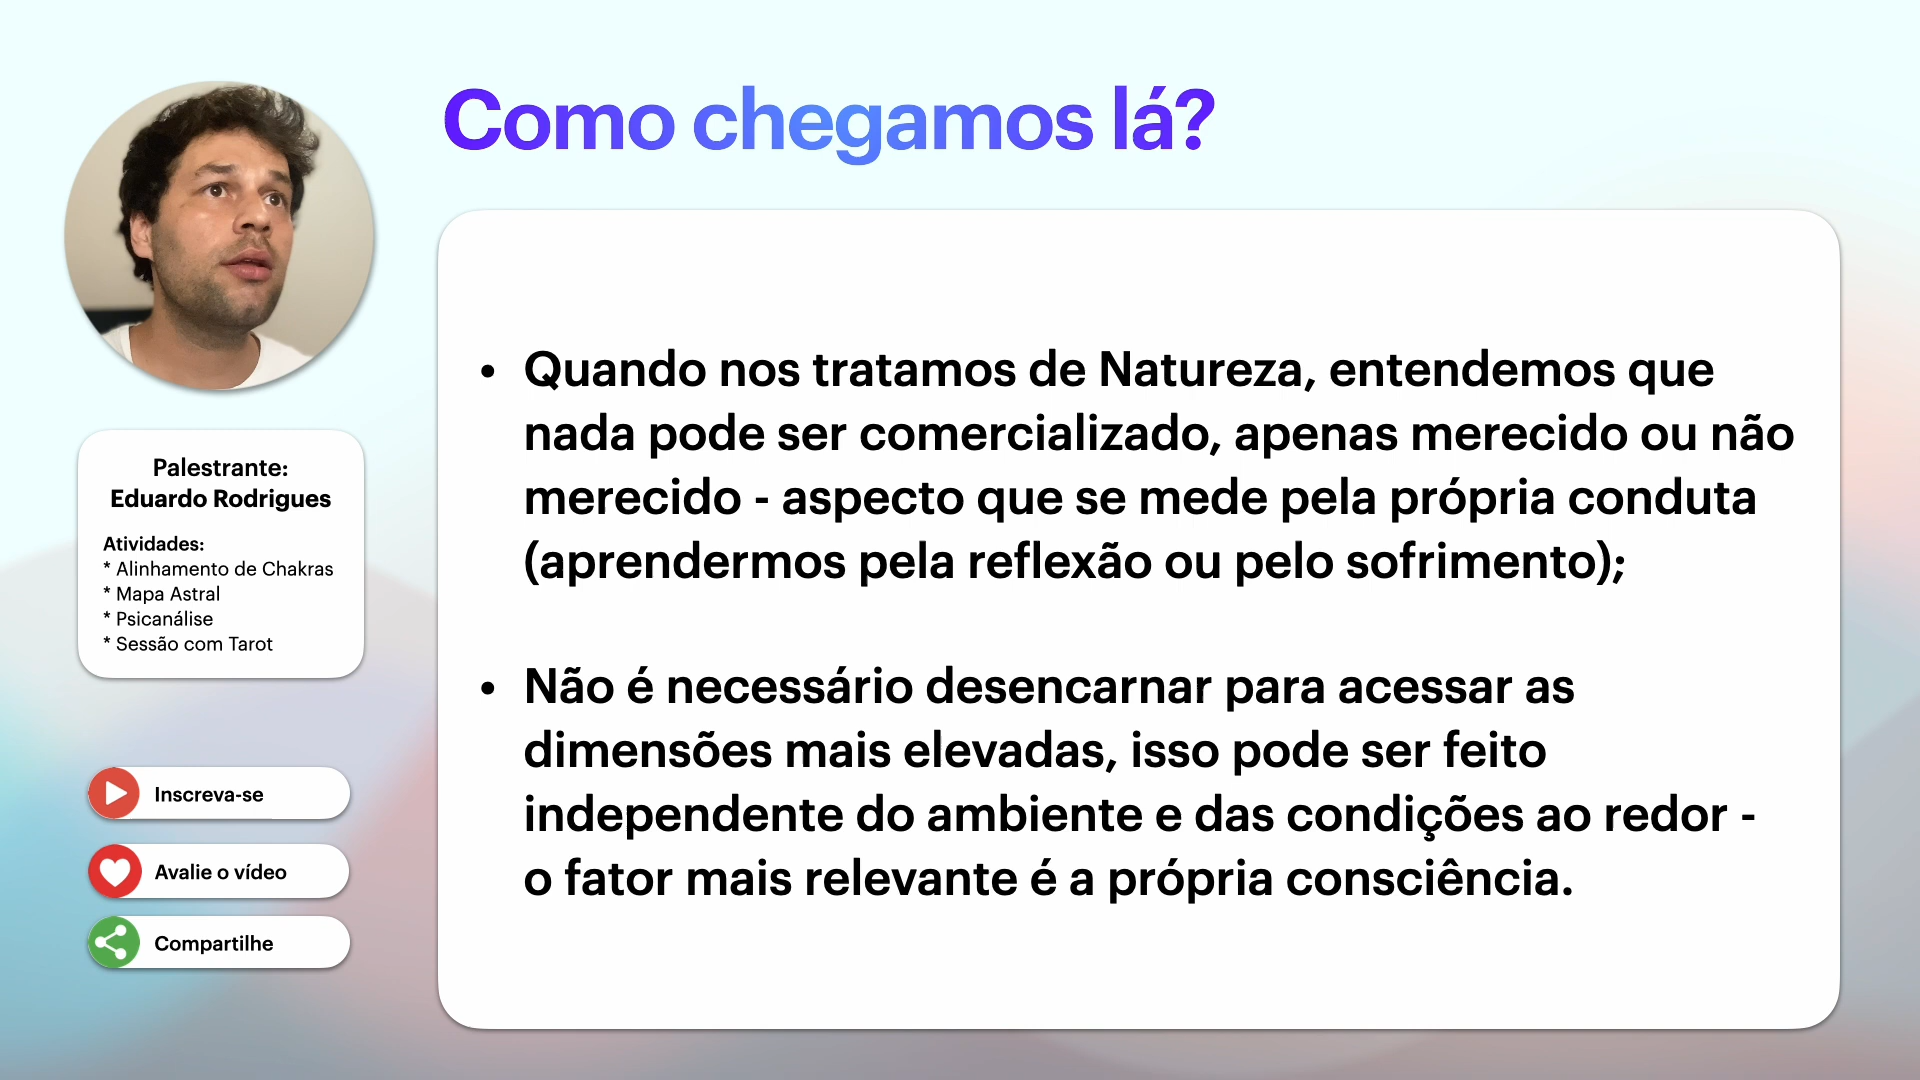 Como chegamos lá?
Palestrante:
Eduardo Rodrigues
Atividades:
* Alinhamento de Chakras
* Mapa Astral
* Psicanálise
* Sessão com Tarot
Inscreva-se
Avalie o vídeo
Compartilhe
• Quando nos tratamos de Natureza, entendemos que
nada pode ser comercializado, apenas merecido ou não
merecido - aspecto que se mede pela própria conduta
(aprendermos pela reflexão ou pelo sofrimento);
• Não é necessário desencarnar para acessar as
dimensões mais elevadas, isso pode ser feito
independente do ambiente e das condições ao redor -
o fator mais relevante é a própria consciência.